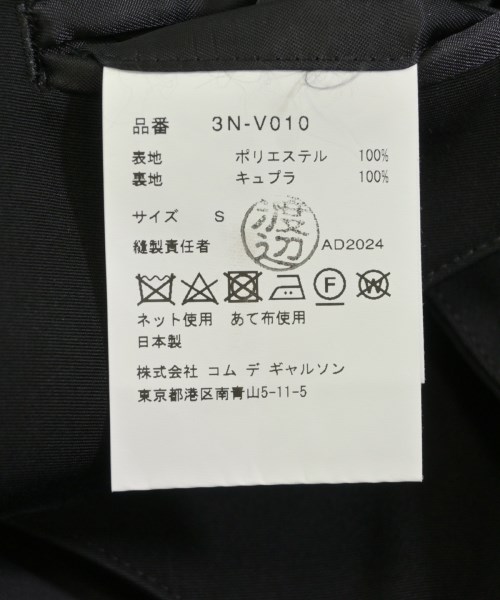 品番 3N-V010
表地 ポリエステル 100%
裏地 キュプラ 100%
サイズ S
渡辺
縫製責任者 AD2024
F W
ネット使用 あて布使用
日本製
株式会社 コム デ ギャルソン
東京都港区南青山5-11-5